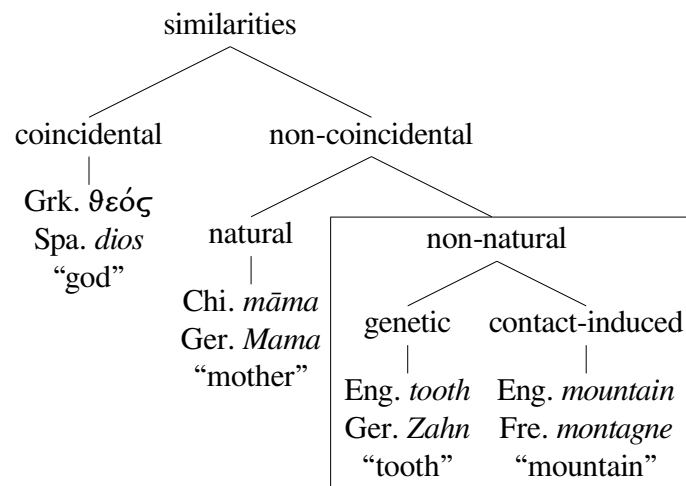 similarities
coincidental non-coincidental
Grk. ϑεός
Spa. dios
“god”
natural non-natural
Chi. māma
Ger. Mama
“mother”
genetic contact-induced
Eng. tooth Eng. mountain
Ger. Zahn Fre. montagne
“tooth” “mountain”